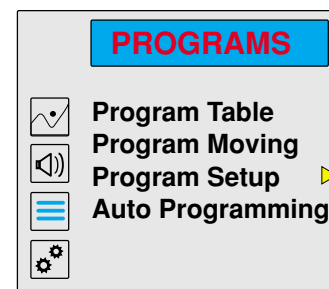 PROGRAMS
Program Table
Program Moving
Program Setup
Auto Programming